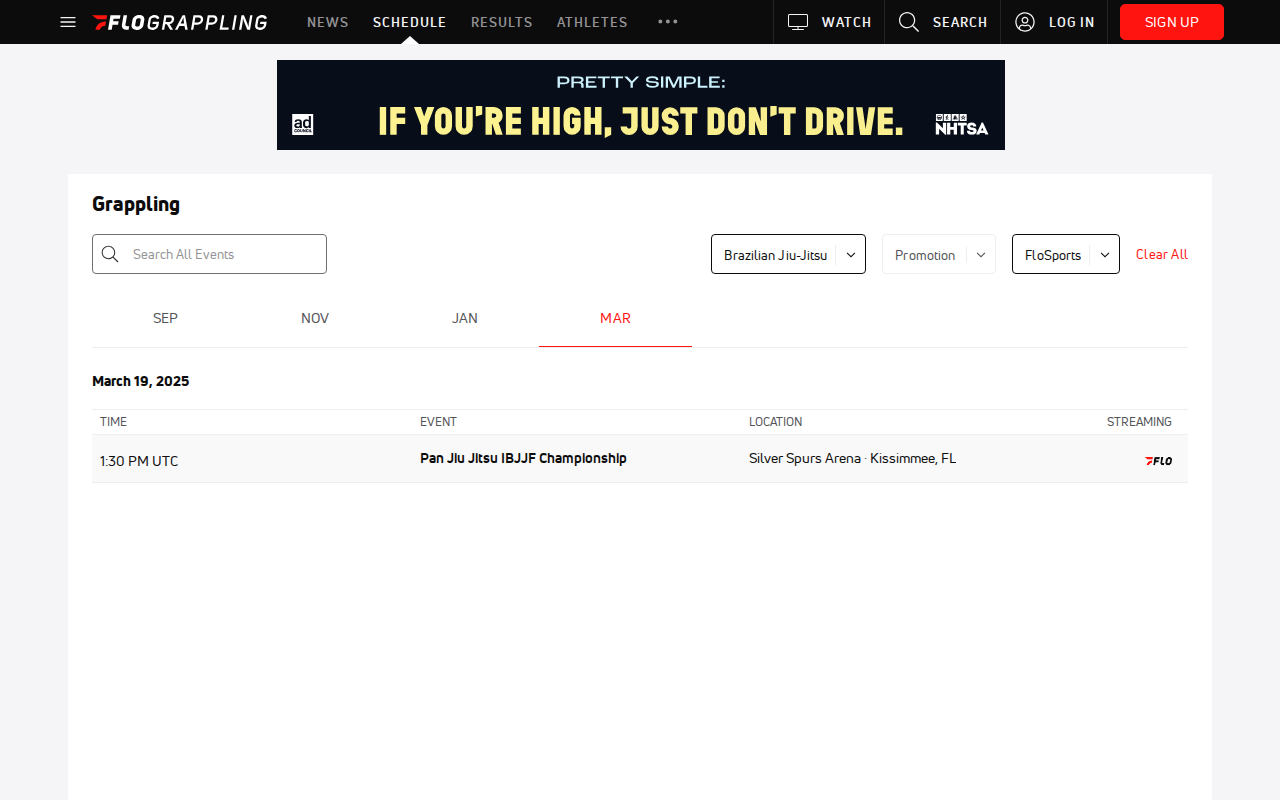 FLOGRAPPLING NEWS SCHEDULE RESULTS ATHLETES ••• WATCH SEARCH LOG IN SIGN UP
PRETTY SIMPLE:
IF YOU'RE HIGH, JUST DON'T DRIVE.
ad COUNCIL
NHTSA
Grappling
Search All Events Brazilian Jiu-Jitsu Promotion FloSports Clear All
SEP NOV JAN MAR
March 19, 2025
TIME EVENT LOCATION STREAMING
1:30 PM UTC Pan Jiu Jitsu IBJJF Championship Silver Spurs Arena · Kissimmee, FL FLO